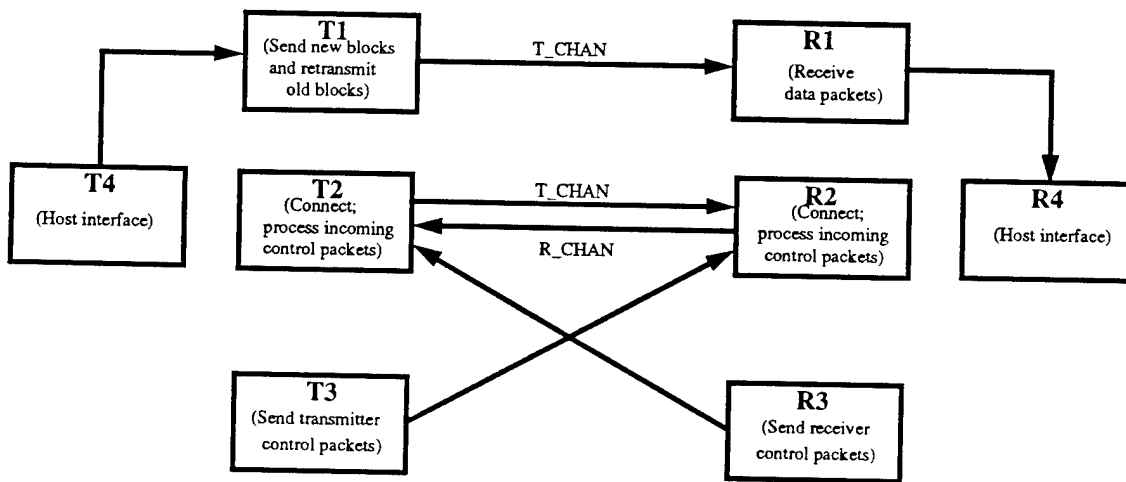 T1
(Send new blocks
and retransmit
old blocks)
T_CHAN
R1
(Receive
data packets)
T4
(Host interface)
T2
(Connect;
process incoming
control packets)
T_CHAN
R_CHAN
R2
(Connect;
process incoming
control packets)
R4
(Host interface)
T3
(Send transmitter
control packets)
R3
(Send receiver
control packets)